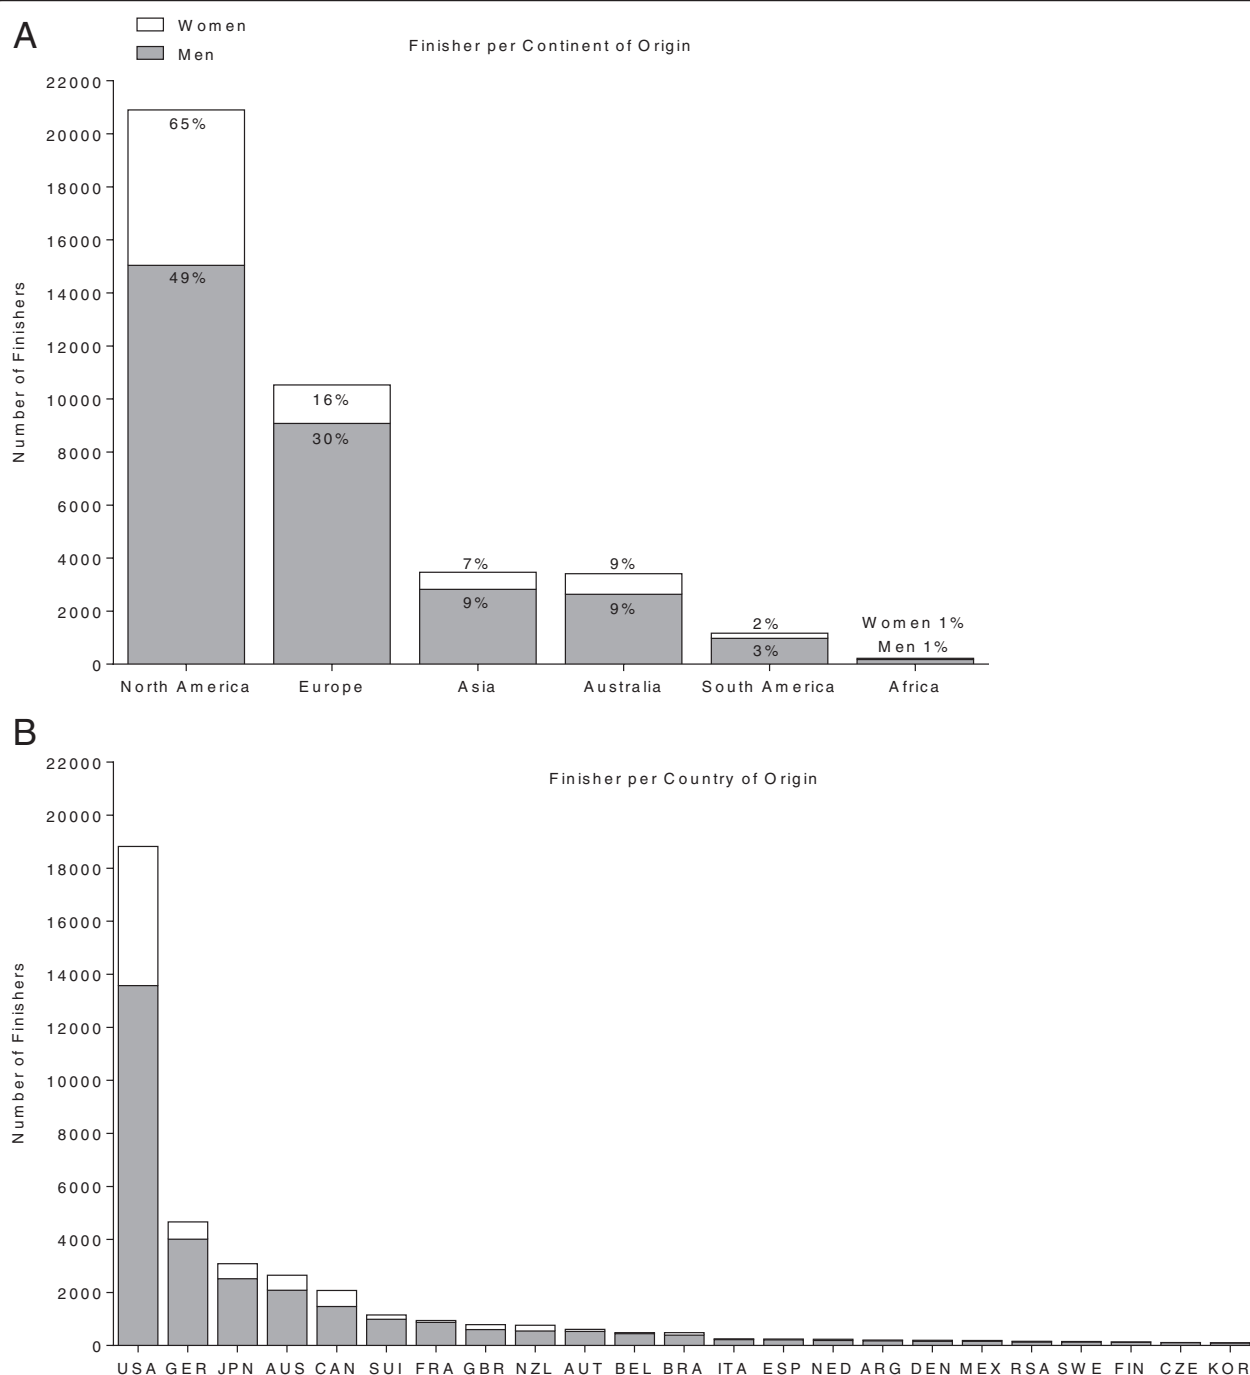 A
Women
Men
Finisher per Continent of Origin
22000
20000
18000
16000
14000
12000
10000
8000
6000
4000
2000
0
Number of Finishers
65%
49%
16%
30%
7%
9%
9%
9%
2%
3%
Women 1%
Men 1%
North America Europe Asia Australia South America Africa
B
Finisher per Country of Origin
22000
20000
18000
16000
14000
12000
10000
8000
6000
4000
2000
0
Number of Finishers
USA GER JPN AUS CAN SUI FRA GBR NZL AUT BEL BRA ITA ESP NED ARG DEN MEX RSA SWE FIN CZE KOR